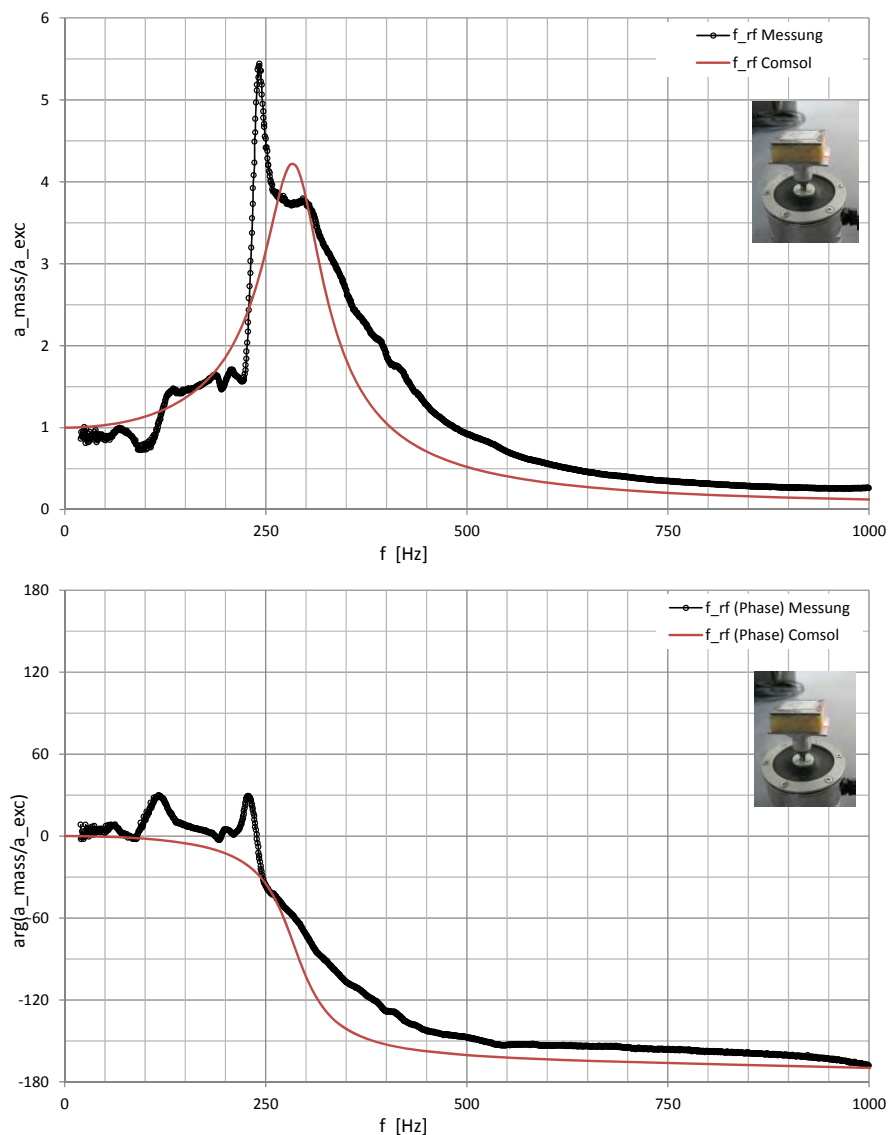 6
f_rf Messung
f_rf Comsol
5
4
3
2
1
0
a_mass/a_exc
0 250 500 750 1000
f [Hz]
180
f_rf (Phase) Messung
f_rf (Phase) Comsol
120
60
0
-60
-120
-180
arg(a_mass/a_exc)
0 250 500 750 1000
f [Hz]